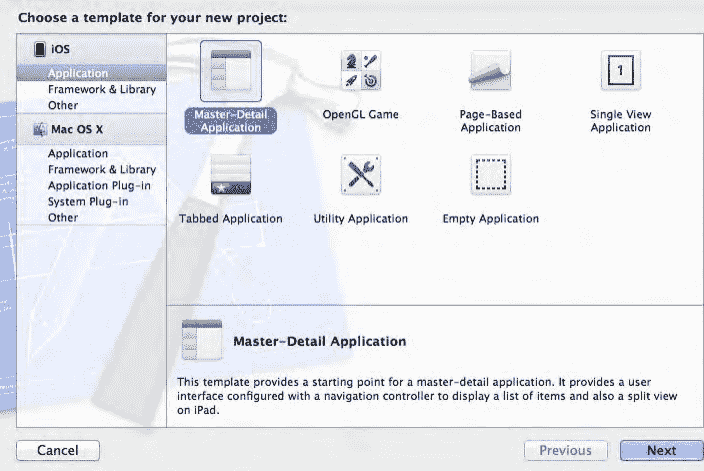 Choose a template for your new project:
iOS
Application
Framework & Library
Other
Mac OS X
Application
Framework & Library
Application Plug-in
System Plug-in
Other
Master-Detail
Application
OpenGL Game
Page-Based
Application
1
Single View
Application
Tabbed Application
Utility Application
Empty Application
Master-Detail Application
This template provides a starting point for a master-detail application. It provides a user
interface configured with a navigation controller to display a list of items and also a split view
on iPad.
Cancel
Previous
Next